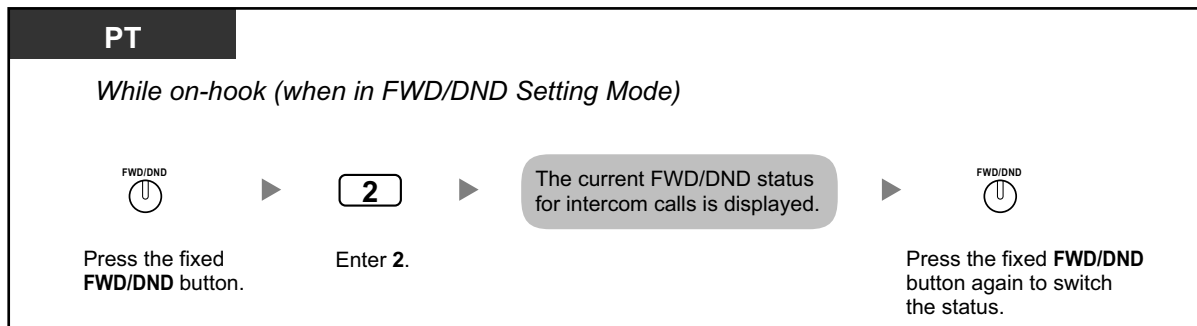 PT
While on-hook (when in FWD/DND Setting Mode)
FWD/DND
2
The current FWD/DND status
for intercom calls is displayed.
FWD/DND
Press the fixed
FWD/DND button.
Enter 2.
Press the fixed FWD/DND
button again to switch
the status.